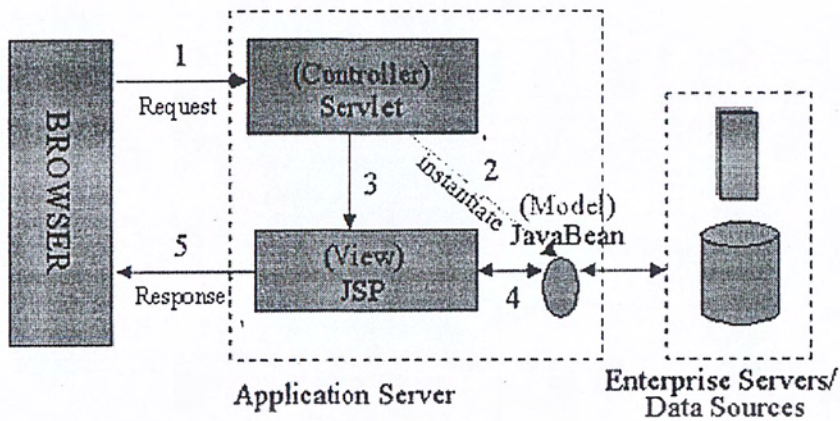 BROWSER
1
Request
(Controller)
Servlet
2
instantiate
3
(Model)
JavaBean
(View)
JSP
4
5
Response
Application Server
Enterprise Servers/
Data Sources